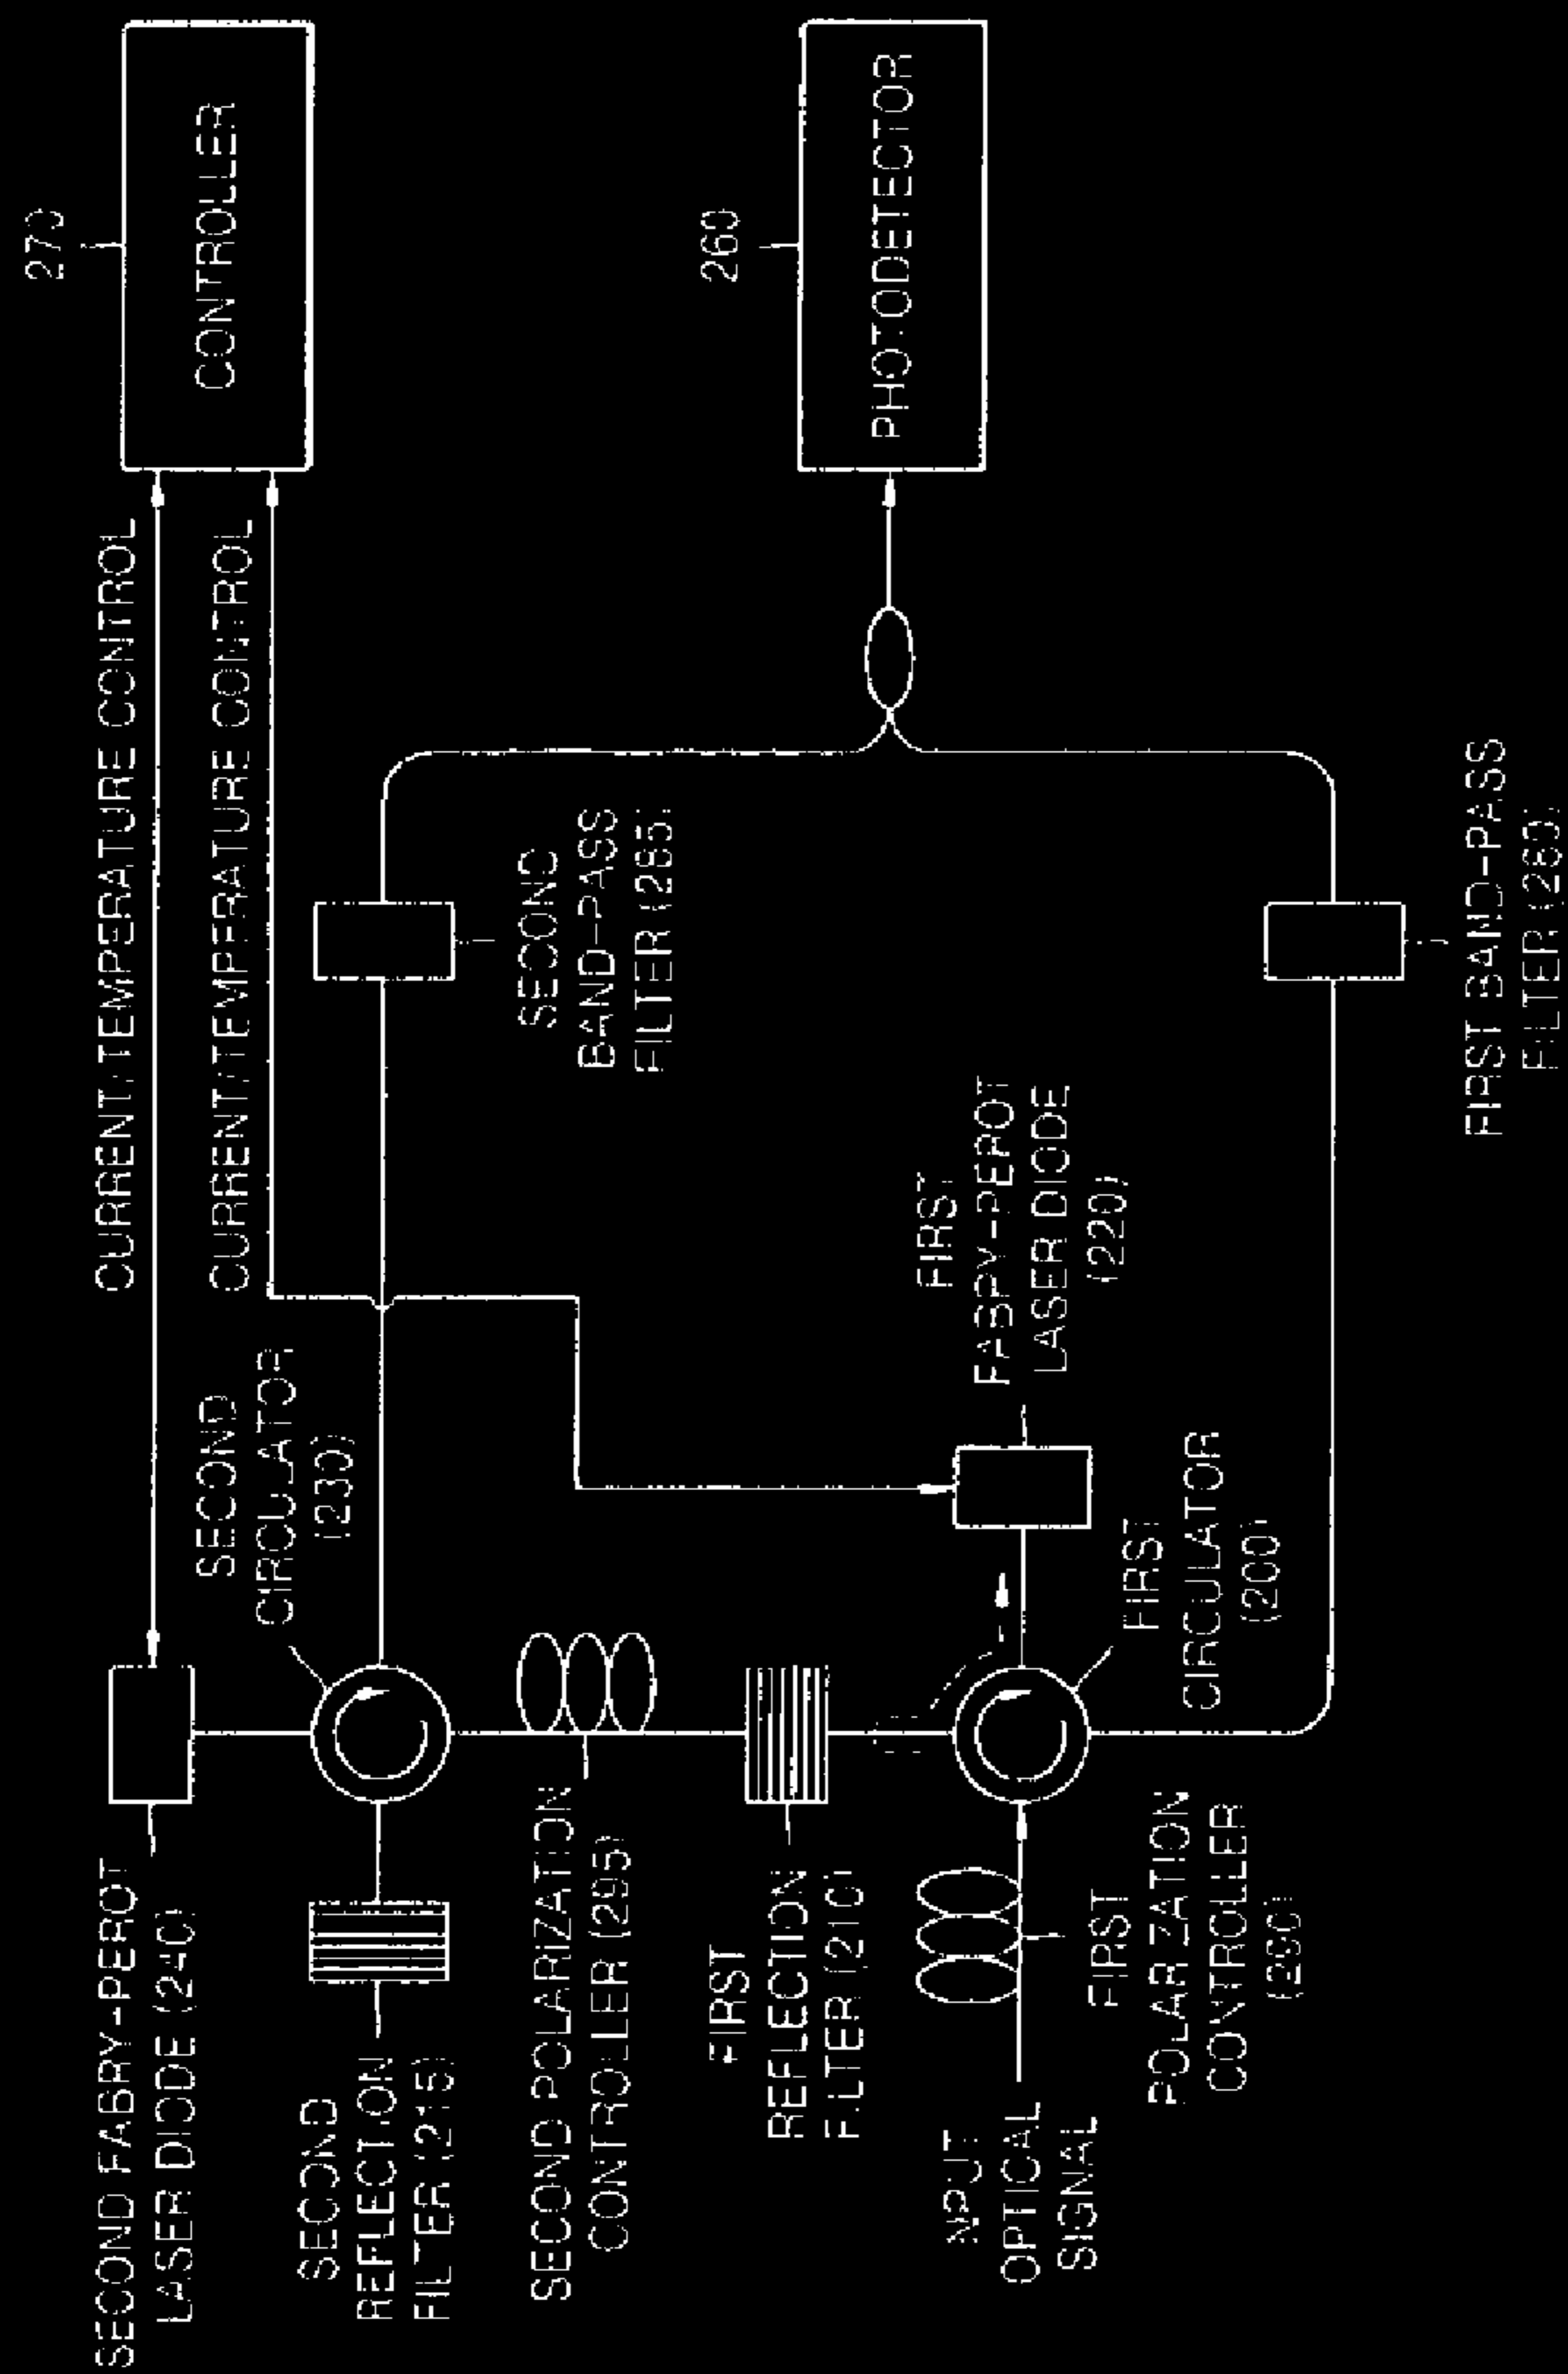 SECOND FABRY-PEROT
LASER DIODE (240)
SECOND
REFLECTION
FILTER (215)
SECOND POLARIZATION
CONTROLLER (295)
FIRST
REFLECTION
FILTER (210)
INPUT
OPTICAL
SIGNAL
FIRST
POLARIZATION
CONTROLLER
(290)
SECOND
CIRCULATOR
(230)
FIRST
CIRCULATOR
(200)
FIRST
FABRY-PEROT
LASER DIODE
(220)
CURRENT/TEMPERATURE CONTROL
CURRENT/TEMPERATURE CONTROL
SECOND
BAND-PASS
FILTER (285)
FIRST BAND-PASS
FILTER (280)
270
CONTROLLER
260
PHOTODETECTOR